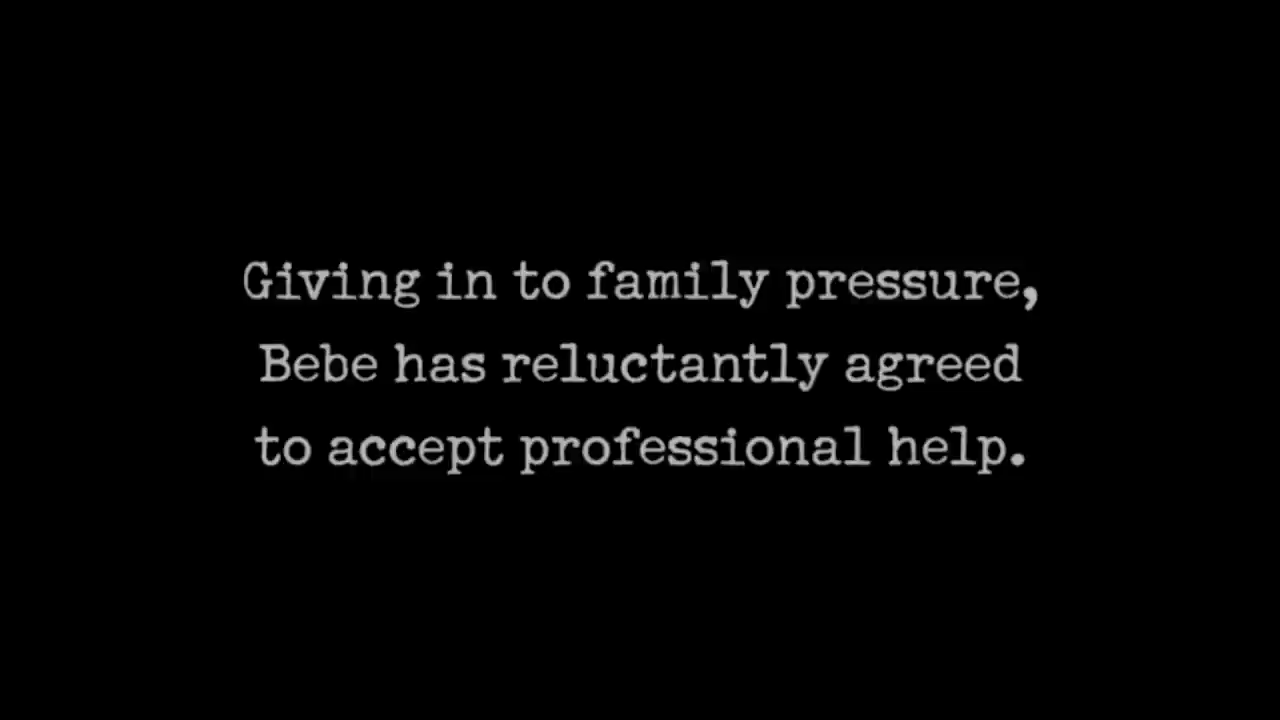 Giving in to family pressure,
Bebe has reluctantly agreed
to accept professional help.